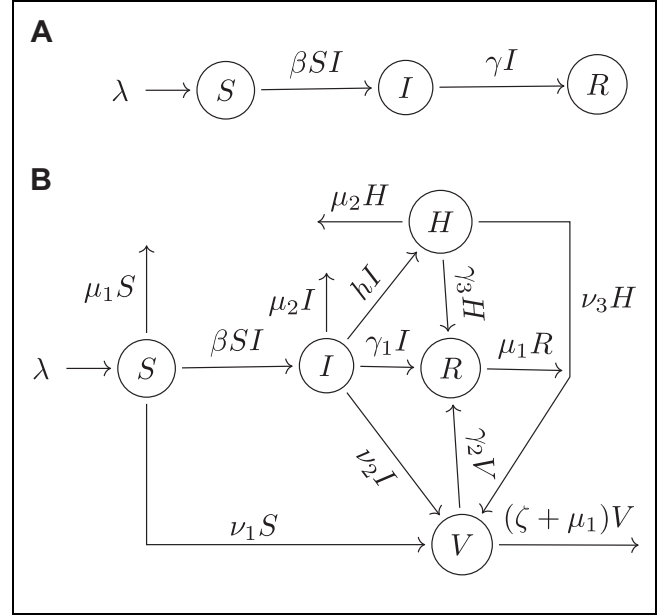 A
λ S βSI I γI R
B
μ₂H H
μ₁S μ₂I hI γ₃H ν₃H
λ S βSI I γ₁I R μ₁R
ν₂I γ₂V
ν₁S V (ζ + μ₁)V